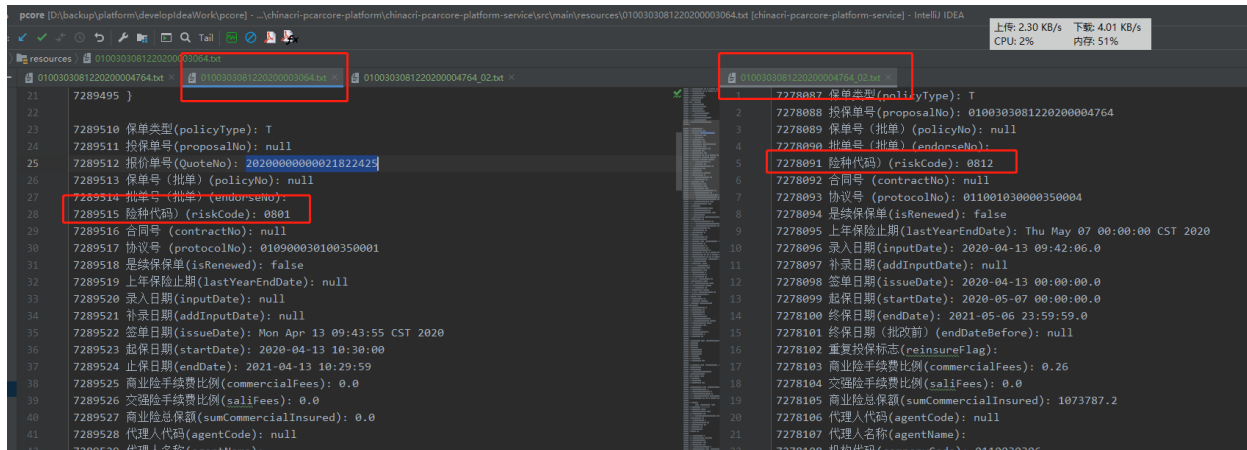 pcore [D:\backup\platform\developIdeaWork\pcore] - ...\chinacri-pcarcore-platform\chinacri-pcarcore-platform-service\src\main\resources\0100303081220200003064.txt [chinacri-pcarcore-platform-service] - IntelliJ IDEA
上传: 2.30 KB/s 下载: 4.01 KB/s
CPU: 2% 内存: 51%
Tail
resources 0100303081220200003064.txt
0100303081220200004764.txt 0100303081220200003064.txt 0100303081220200004764_02.txt
21 7289495 }
22
23 7289510 保单类型(policyType): T
24 7289511 投保单号(proposalNo): null
25 7289512 报价单号(QuoteNo): 20200000000021822425
26 7289513 保单号（批单）(policyNo): null
27 7289514 批单号（批单）(endorseNo):
28 7289515 险种代码）(riskCode): 0801
29 7289516 合同号 (contractNo): null
30 7289517 协议号 (protocolNo): 010900030100350001
31 7289518 是续保保单(isRenewed): false
32 7289519 上年保险止期(lastYearEndDate): null
33 7289520 录入日期(inputDate): null
34 7289521 补录日期(addInputDate): null
35 7289522 签单日期(issueDate): Mon Apr 13 09:43:55 CST 2020
36 7289523 起保日期(startDate): 2020-04-13 10:30:00
37 7289524 止保日期(endDate): 2021-04-13 10:29:59
38 7289525 商业险手续费比例(commercialFees): 0.0
39 7289526 交强险手续费比例(saliFees): 0.0
40 7289527 商业险总保额(sumCommercialInsured): 0.0
41 7289528 代理人代码(agentCode): null
7289529 代理人名称(agentName):
0100303081220200004764_02.txt
1 7278087 保单类型(policyType): T
2 7278088 投保单号(proposalNo): 0100303081220200004764
3 7278089 保单号（批单）(policyNo): null
4 7278090 批单号（批单）(endorseNo):
5 7278091 险种代码）(riskCode): 0812
6 7278092 合同号 (contractNo): null
7 7278093 协议号 (protocolNo): 011001030000350004
8 7278094 是续保保单(isRenewed): false
9 7278095 上年保险止期(lastYearEndDate): Thu May 07 00:00:00 CST 2020
10 7278096 录入日期(inputDate): 2020-04-13 09:42:06.0
11 7278097 补录日期(addInputDate): null
12 7278098 签单日期(issueDate): 2020-04-13 00:00:00.0
13 7278099 起保日期(startDate): 2020-05-07 00:00:00.0
14 7278100 终保日期(endDate): 2021-05-06 23:59:59.0
15 7278101 终保日期（批改前）(endDateBefore): null
16 7278102 重复投保标志(reinsureFlag):
17 7278103 商业险手续费比例(commercialFees): 0.26
18 7278104 交强险手续费比例(saliFees): 0.0
19 7278105 商业险总保额(sumCommercialInsured): 1073787.2
20 7278106 代理人代码(agentCode): null
21 7278107 代理人名称(agentName):